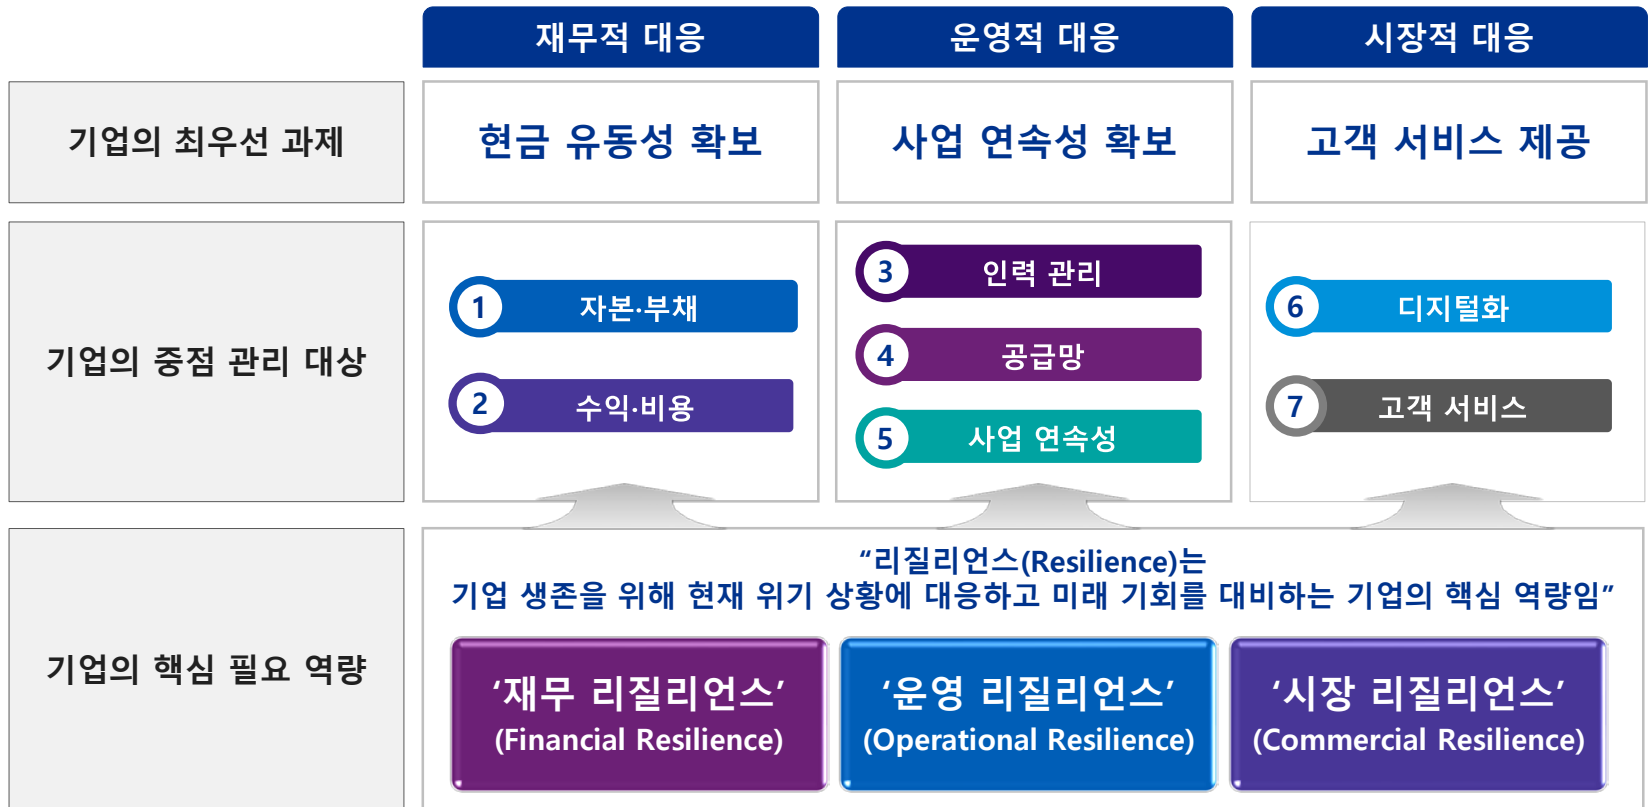 재무적 대응
운영적 대응
시장적 대응
기업의 최우선 과제
현금 유동성 확보
사업 연속성 확보
고객 서비스 제공
기업의 중점 관리 대상
1 자본·부채
2 수익·비용
3 인력 관리
4 공급망
5 사업 연속성
6 디지털화
7 고객 서비스
기업의 핵심 필요 역량
“리질리언스(Resilience)는
기업 생존을 위해 현재 위기 상황에 대응하고 미래 기회를 대비하는 기업의 핵심 역량임”
‘재무 리질리언스’
(Financial Resilience)
‘운영 리질리언스’
(Operational Resilience)
‘시장 리질리언스’
(Commercial Resilience)